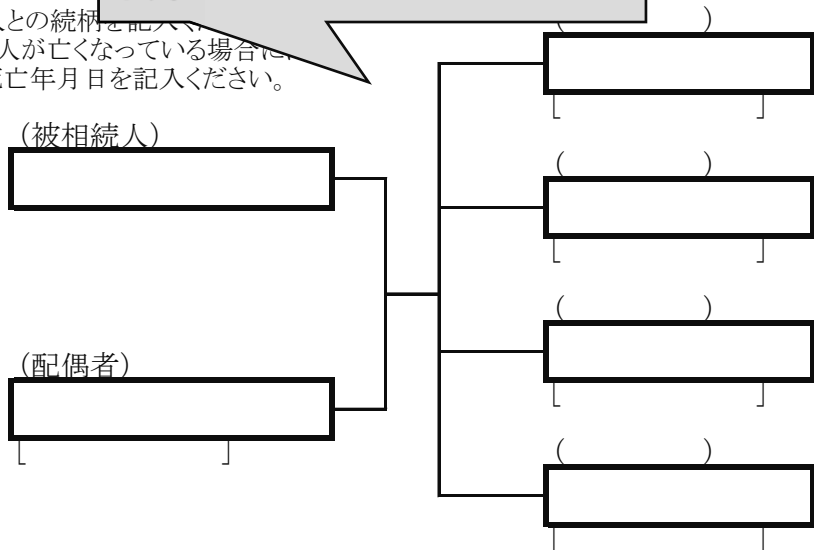 人との続柄を記入く
人が亡くなっている場合に
死亡年月日を記入ください。
(　　　　　)
[　　　　　]
(被相続人)
(　　　　　)
[　　　　　]
(　　　　　)
(配偶者)
[　　　　　]
[　　　　　]
(　　　　　)
[　　　　　]